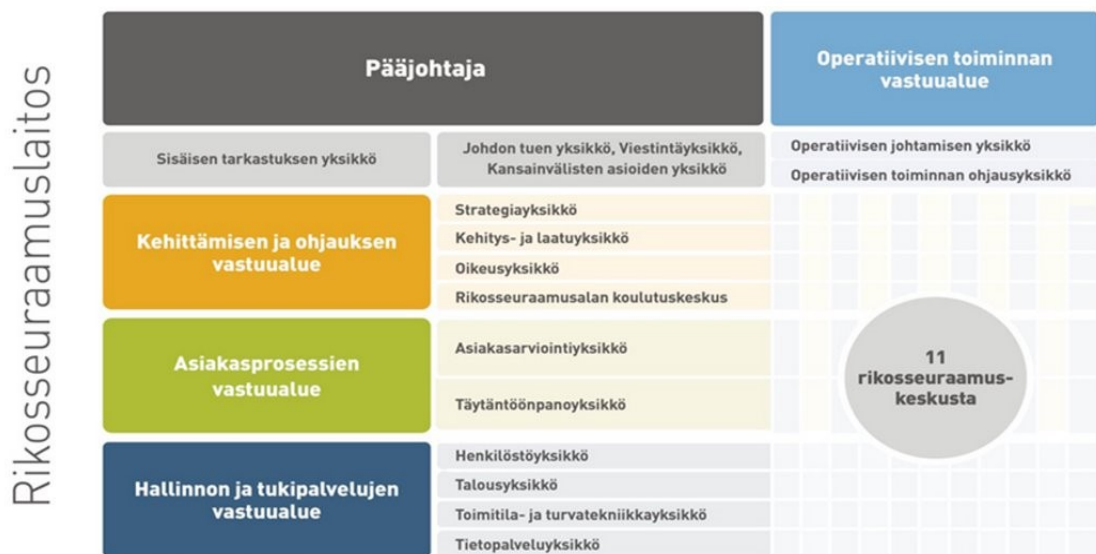 Rikosseuraamuslaitos
Pääjohtaja
Operatiivisen toiminnan
vastuualue
Sisäisen tarkastuksen yksikkö
Johdon tuen yksikkö, Viestintäyksikkö,
Kansainvälisten asioiden yksikkö
Operatiivisen johtamisen yksikkö
Operatiivisen toiminnan ohjausyksikkö
Kehittämisen ja ohjauksen
vastuualue
Strategiayksikkö
Kehitys- ja laatuyksikkö
Oikeusyksikkö
Rikosseuraamusalan koulutuskeskus
Asiakasprosessien
vastuualue
Asiakasarviointiyksikkö
Täytäntöönpanoyksikkö
11
rikosseuraamus-
keskusta
Hallinnon ja tukipalvelujen
vastuualue
Henkilöstöyksikkö
Talousyksikkö
Toimitila- ja turvatekniikkayksikkö
Tietopalveluyksikkö